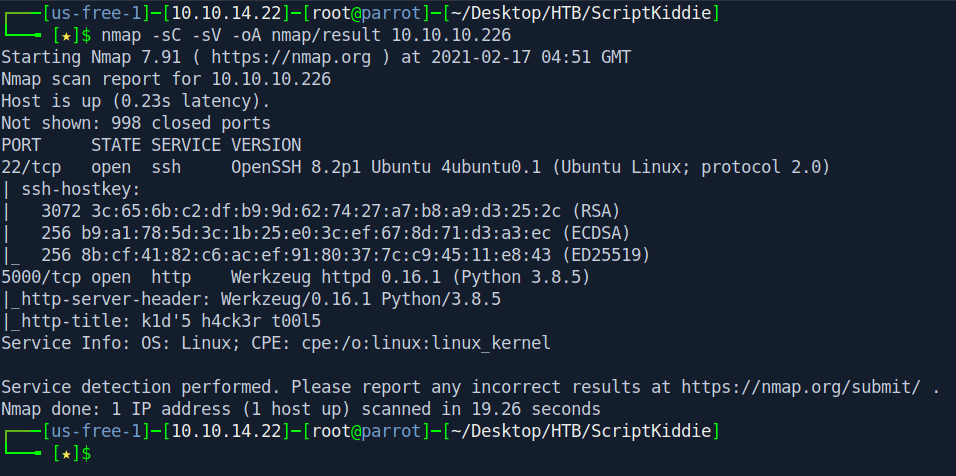 ┌──[us-free-1]─[10.10.14.22]─[root@parrot]─[~/Desktop/HTB/ScriptKiddie]
└──╼ [★]$ nmap -sC -sV -oA nmap/result 10.10.10.226
Starting Nmap 7.91 ( https://nmap.org ) at 2021-02-17 04:51 GMT
Nmap scan report for 10.10.10.226
Host is up (0.23s latency).
Not shown: 998 closed ports
PORT     STATE SERVICE VERSION
22/tcp   open  ssh     OpenSSH 8.2p1 Ubuntu 4ubuntu0.1 (Ubuntu Linux; protocol 2.0)
| ssh-hostkey:
|   3072 3c:65:6b:c2:df:b9:9d:62:74:27:a7:b8:a9:d3:25:2c (RSA)
|   256 b9:a1:78:5d:3c:1b:25:e0:3c:ef:67:8d:71:d3:a3:ec (ECDSA)
|_  256 8b:cf:41:82:c6:ac:ef:91:80:37:7c:c9:45:11:e8:43 (ED25519)
5000/tcp open  http    Werkzeug httpd 0.16.1 (Python 3.8.5)
|_http-server-header: Werkzeug/0.16.1 Python/3.8.5
|_http-title: k1d'5 h4ck3r t00l5
Service Info: OS: Linux; CPE: cpe:/o:linux:linux_kernel

Service detection performed. Please report any incorrect results at https://nmap.org/submit/ .
Nmap done: 1 IP address (1 host up) scanned in 19.26 seconds
┌──[us-free-1]─[10.10.14.22]─[root@parrot]─[~/Desktop/HTB/ScriptKiddie]
└──╼ [★]$